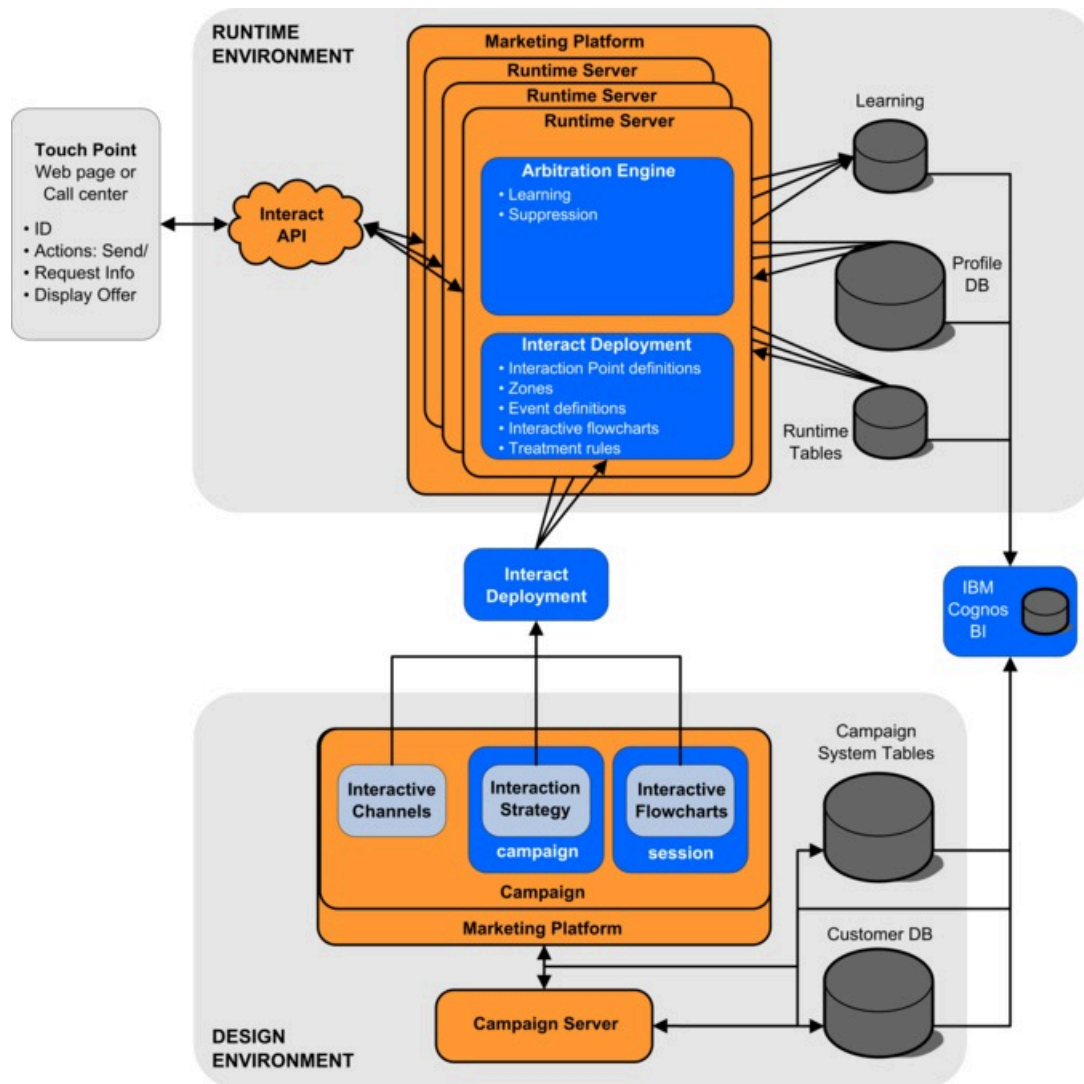 RUNTIME
ENVIRONMENT
Marketing Platform
Runtime Server
Runtime Server
Runtime Server
Learning
Touch Point
Web page or
Call center
• ID
• Actions: Send/
• Request Info
• Display Offer
Interact
API
Arbitration Engine
• Learning
• Suppression
Profile
DB
Interact Deployment
• Interaction Point definitions
• Zones
• Event definitions
• Interactive flowcharts
• Treatment rules
Runtime
Tables
Interact
Deployment
IBM
Cognos
BI
Campaign
System Tables
Interactive
Channels
Interaction
Strategy
campaign
Interactive
Flowcharts
session
Campaign
Marketing Platform
Customer DB
Campaign Server
DESIGN
ENVIRONMENT